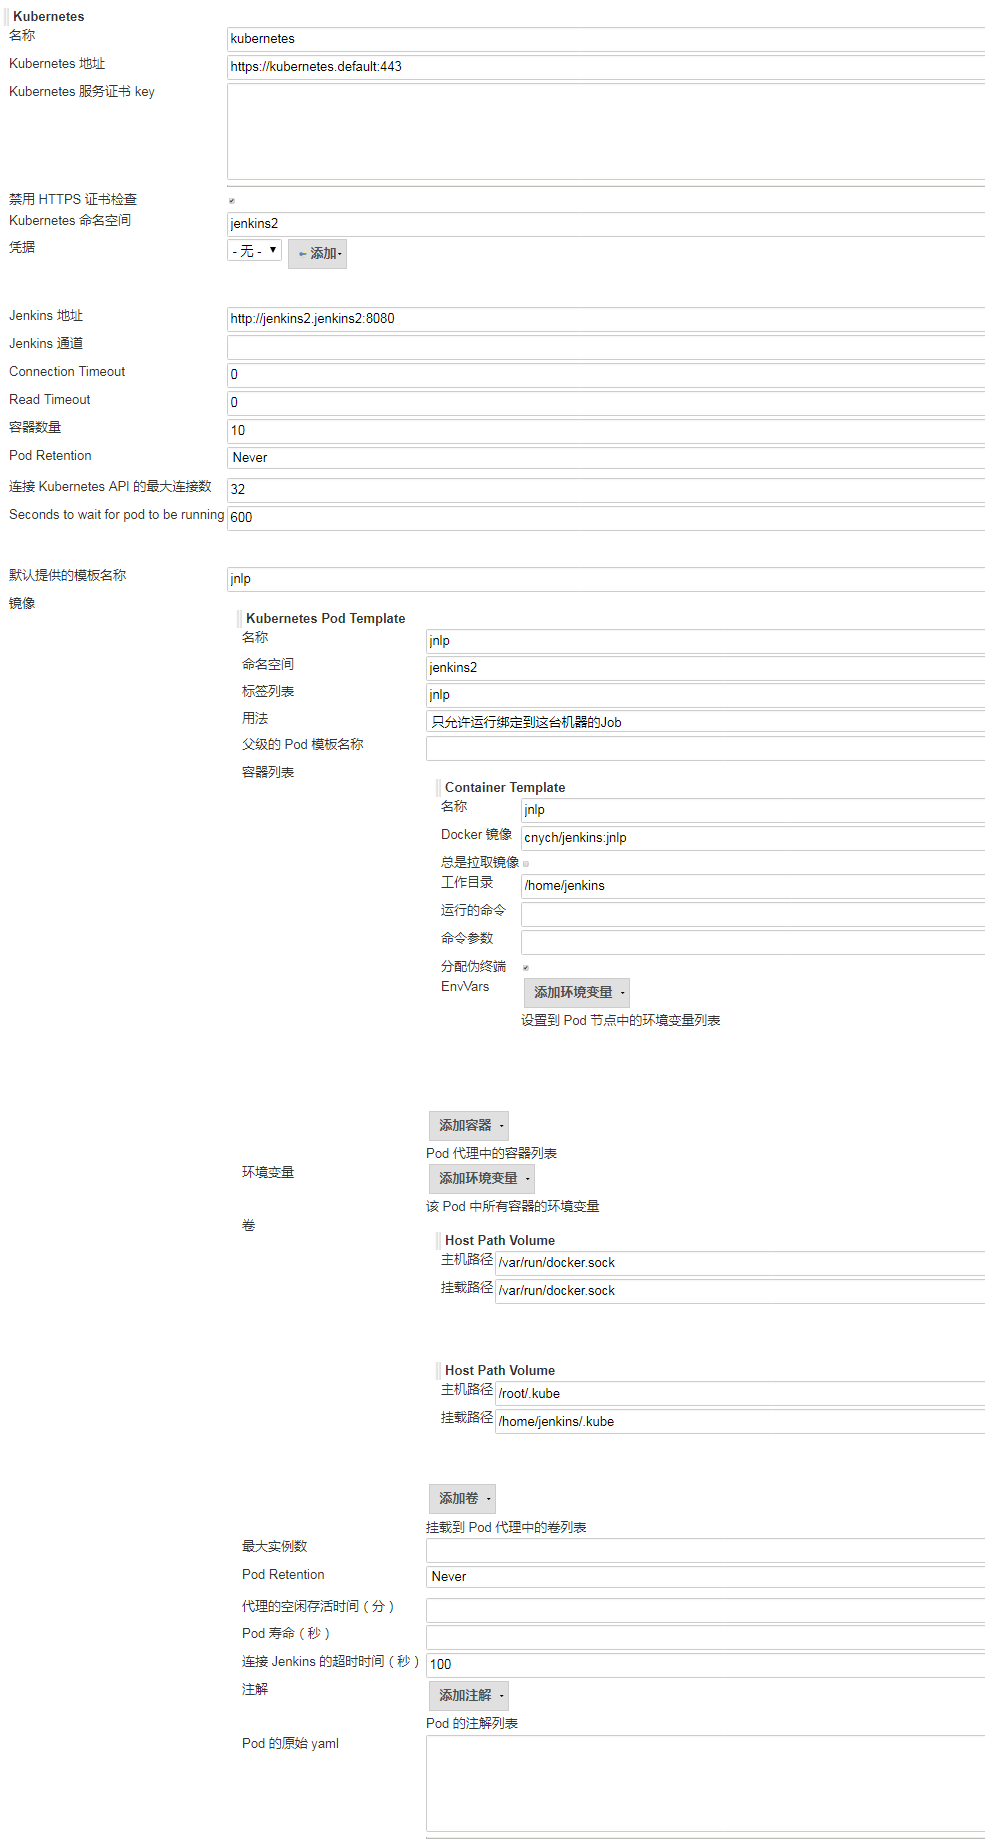 Kubernetes
名称
kubernetes
Kubernetes 地址
https://kubernetes.default:443
Kubernetes 服务证书 key
禁用 HTTPS 证书检查
Kubernetes 命名空间
jenkins2
凭据
- 无 -
添加
Jenkins 地址
http://jenkins2.jenkins2:8080
Jenkins 通道
Connection Timeout
0
Read Timeout
0
容器数量
10
Pod Retention
Never
连接 Kubernetes API 的最大连接数
32
Seconds to wait for pod to be running
600
默认提供的模板名称
jnlp
镜像
Kubernetes Pod Template
名称
jnlp
命名空间
jenkins2
标签列表
jnlp
用法
只允许运行绑定到这台机器的Job
父级的 Pod 模板名称
容器列表
Container Template
名称
jnlp
Docker 镜像
cnych/jenkins:jnlp
总是拉取镜像
工作目录
/home/jenkins
运行的命令
命令参数
分配伪终端
EnvVars
添加环境变量
设置到 Pod 节点中的环境变量列表
添加容器
Pod 代理中的容器列表
环境变量
添加环境变量
该 Pod 中所有容器的环境变量
卷
Host Path Volume
主机路径
/var/run/docker.sock
挂载路径
/var/run/docker.sock
Host Path Volume
主机路径
/root/.kube
挂载路径
/home/jenkins/.kube
添加卷
挂载到 Pod 代理中的卷列表
最大实例数
Pod Retention
Never
代理的空闲存活时间（分）
Pod 寿命（秒）
连接 Jenkins 的超时时间（秒）
100
注解
添加注解
Pod 的注解列表
Pod 的原始 yaml